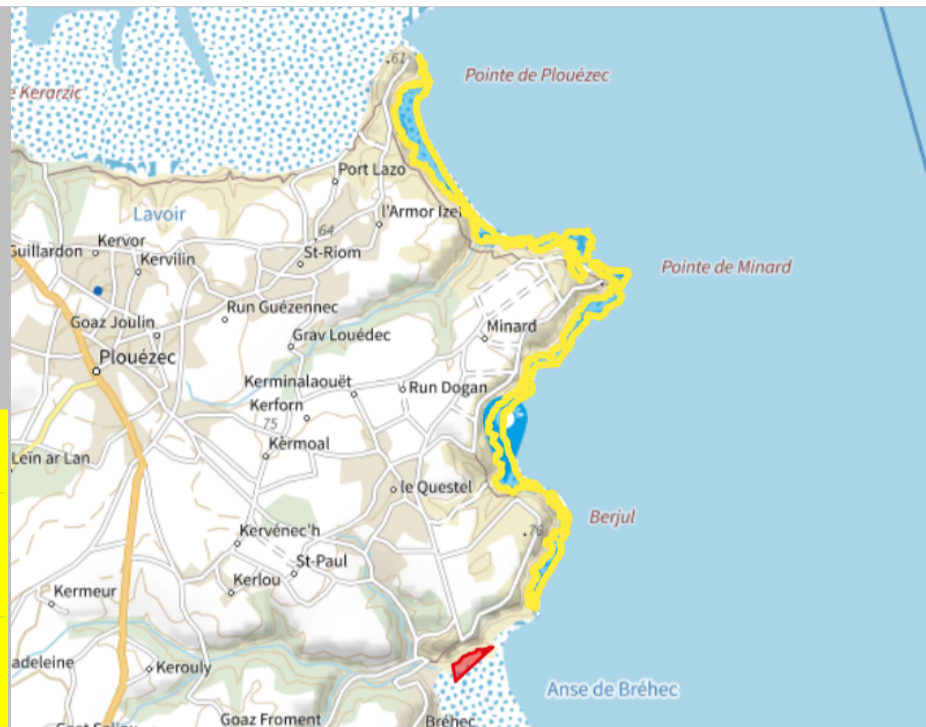 .61
Pointe de Plouézec
e Kerarzic
Port Lazo
Lavoir
l'Armor Izel
64
Guillardon
Kervor
St-Riom
Kervilin
Pointe de Minard
Run Guézennec
Goaz Joulin
Minard
Grav Louédec
Plouézec
Kerminalaouët
Run Dogan
Kerforn
75
Kermoal
Leïn ar Lan
le Questel
Berjul
.76
Kervénec'h
St-Paul
Kerlou
Kermeur
adeleine
Kerouly
Anse de Bréhec
Goaz Froment
Bréhec